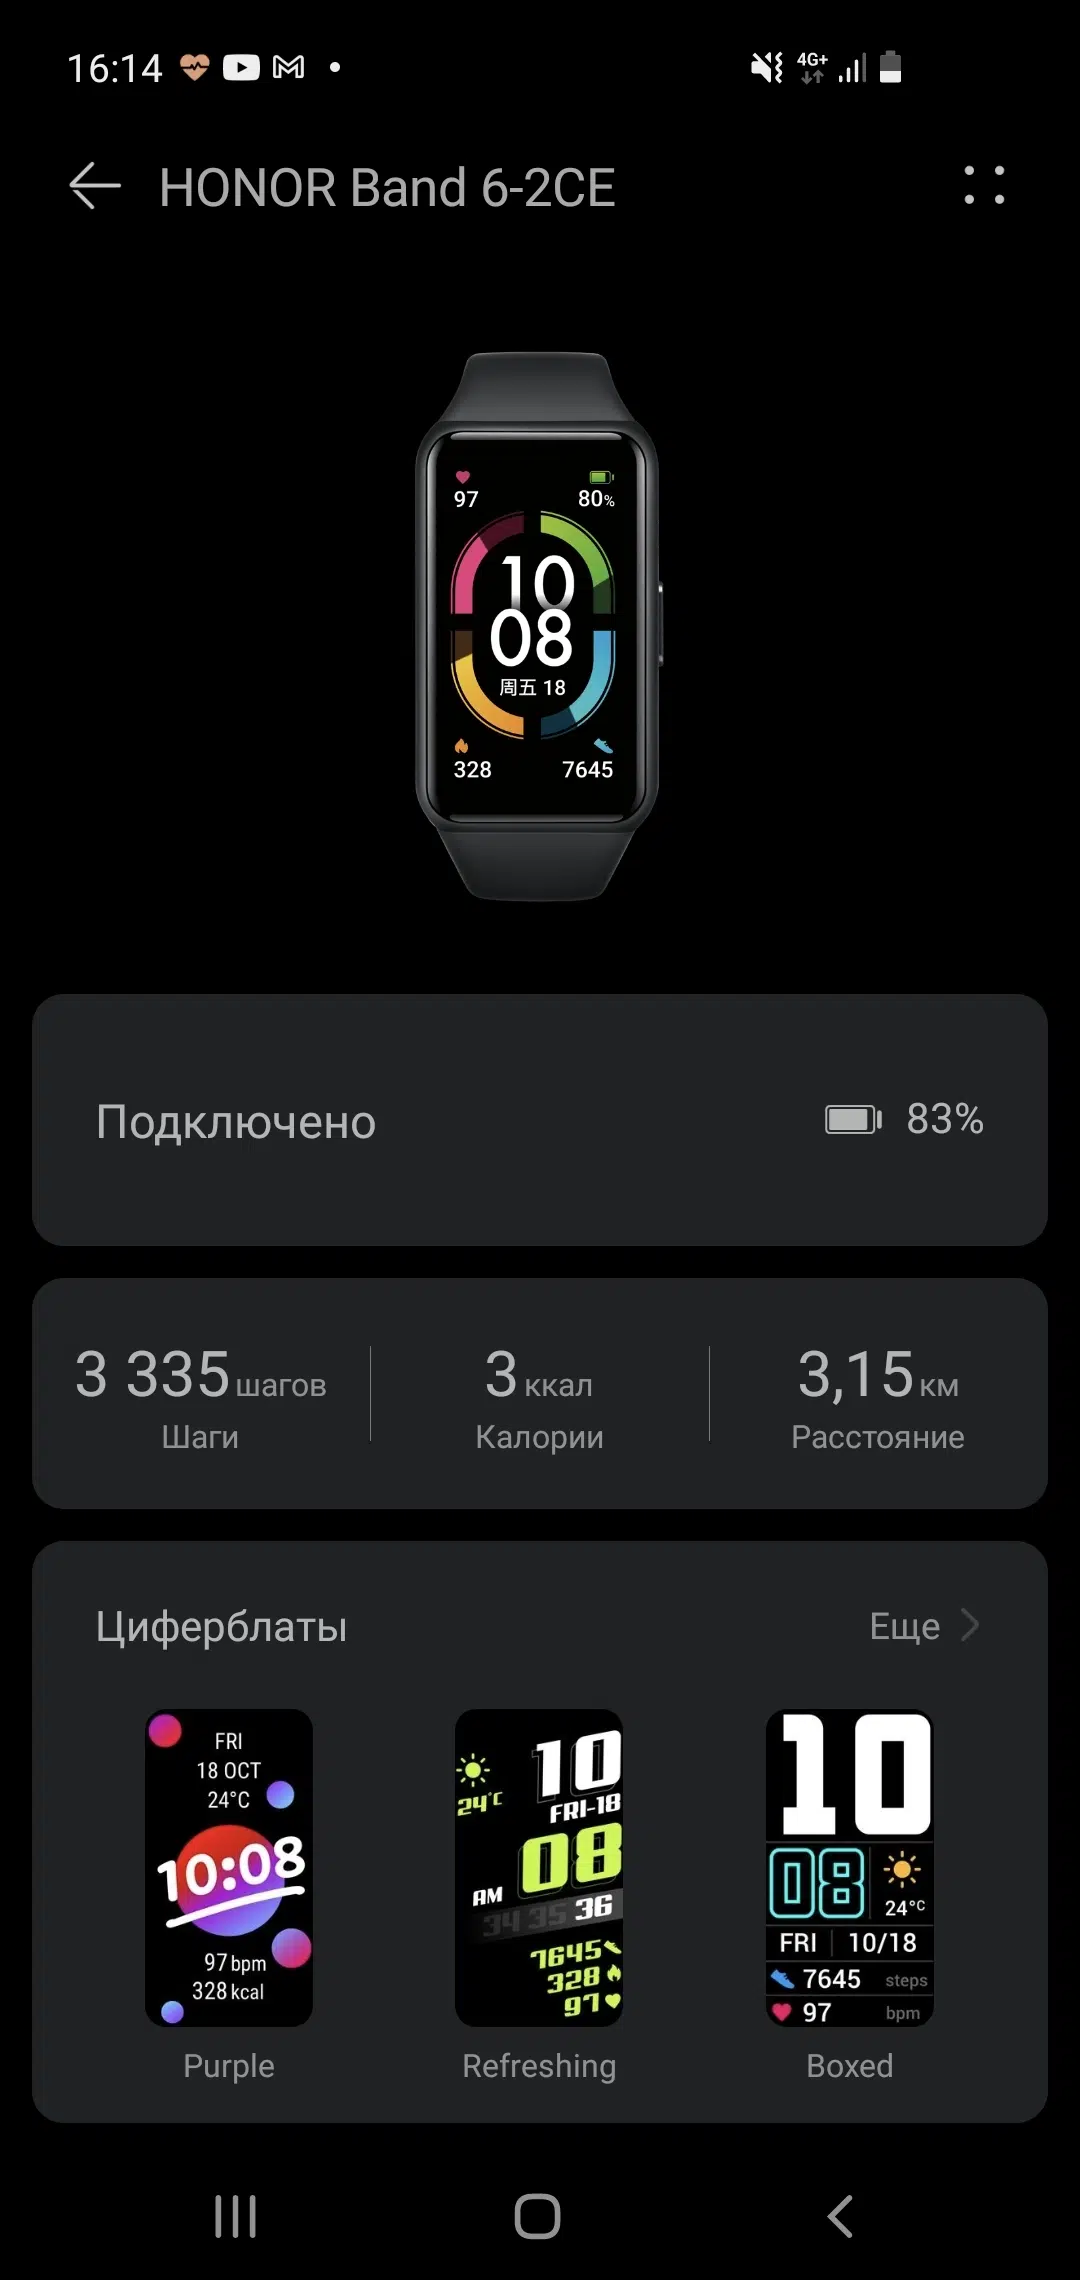 16:14 4G+
HONOR Band 6-2CE
97 80%
10
08
周五 18
328 7645
Подключено 83%
3 335 шагов 3 ккал 3,15 км
Шаги Калории Расстояние
Циферблаты Еще
FRI
18 OCT
24°C
10:08
97 bpm
328 kcal
Purple
10
24°C
FRI-18
08
AM
34 35 36
7645
328
97
Refreshing
10
08
24°C
FRI 10/18
7645 steps
97 bpm
Boxed